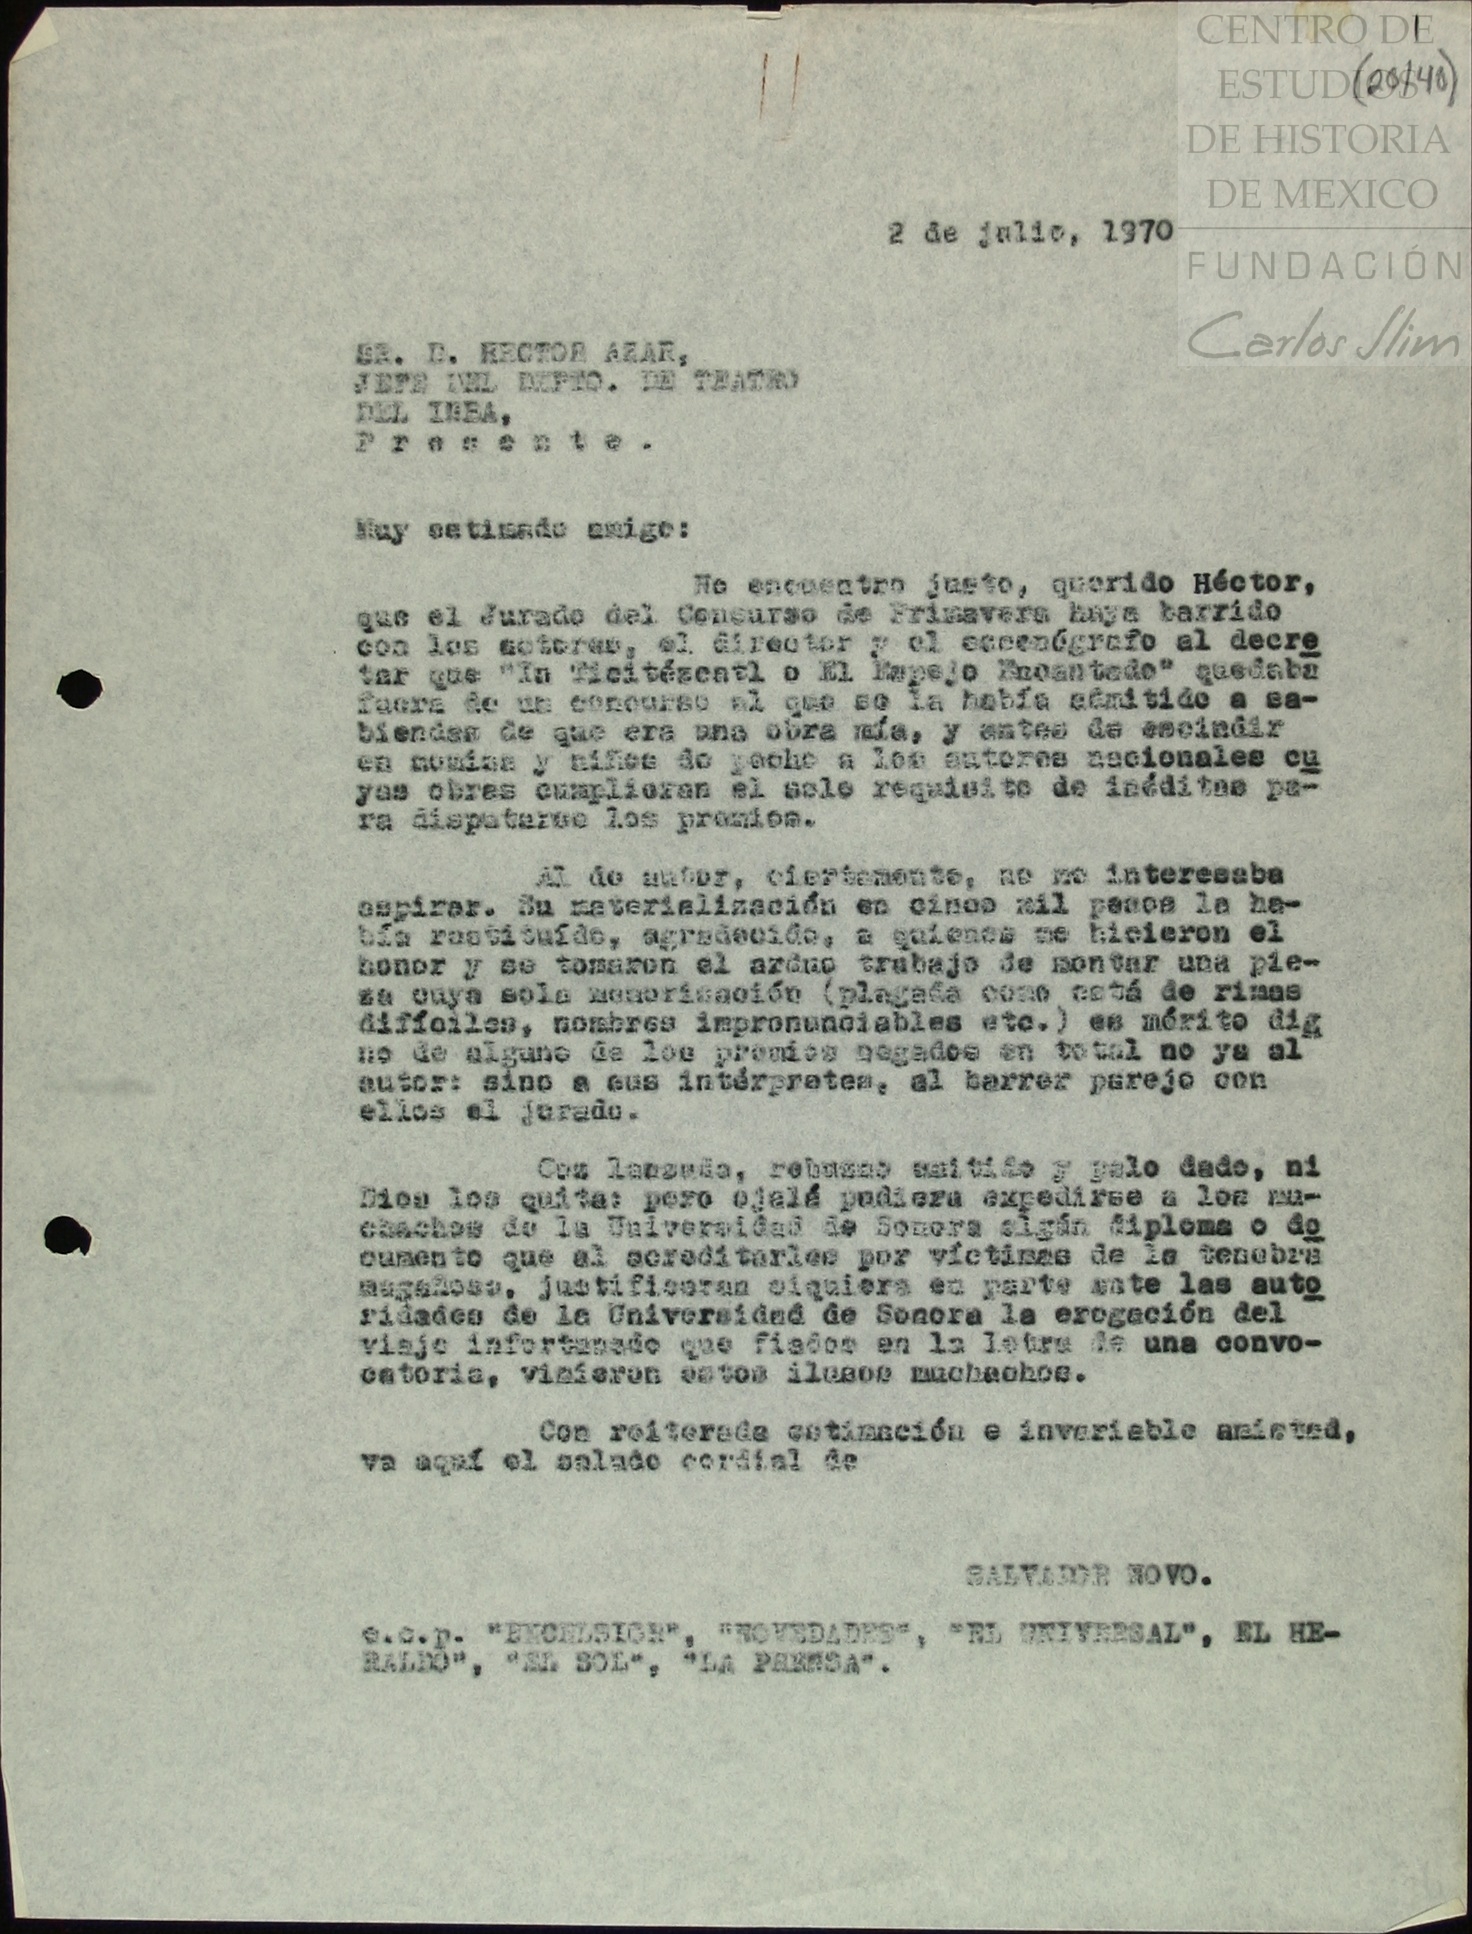 CENTRO DE
ESTUDIOS
(20/40)
DE HISTORIA
DE MEXICO
FUNDACIÓN
Carlos Slim
2 de julio, 1970
SR. D. HECTOR AZAR,
JEFE DEL DEPTO. DE TEATRO
DEL INBA,
P r e s e n t e .
Muy estimado amigo:
No encuentro justo, querido Héctor,
que el Jurado del Concurso de Primavera haya barrido
con los actores, el director y el escenógrafo al decre
tar que "In Ticitézcatl o El Espejo Encantado" quedaba
fuera de un concurso al que se la había admitido a sa-
biendas de que era una obra mía, y antes de escindir
en momias y niños de pecho a los autores nacionales cu
yas obras cumplieran el solo requisito de inéditas pa-
ra disputarse los premios.
Al de autor, ciertamente, no me interesaba
aspirar. Su materialización en cinco mil pesos la ha-
bía restituído, agradecido, a quienes me hicieron el
honor y se tomaron el arduo trabajo de montar una pie-
za cuya sola memorización (plagada como está de rimas
difíciles, nombres impronunciables etc.) es mérito dig
no de alguno de los premios negados en total no ya al
autor: sino a sus intérpretes, al barrer parejo con
ellos el jurado.
Coz lanzada, rebuzno emitido y palo dado, ni
Dios los quita: pero ojalá pudiera expedirse a los mu-
chachos de la Universidad de Sonora algún diploma o do
cumento que al acreditarles por víctimas de la tenebra
magañosa, justificaran siquiera en parte ante las auto
ridades de la Universidad de Sonora la erogación del
viaje infortunado que fiados en la letra de una convo-
catoria, vinieron estos ilusos muchachos.
Con reiterada estimación e invariable amistad,
va aquí el saludo cordial de
SALVADOR NOVO.
c.c.p. "EXCELSIOR", "NOVEDADES", "EL UNIVERSAL", EL HE-
RALDO", "EL SOL", "LA PRENSA".